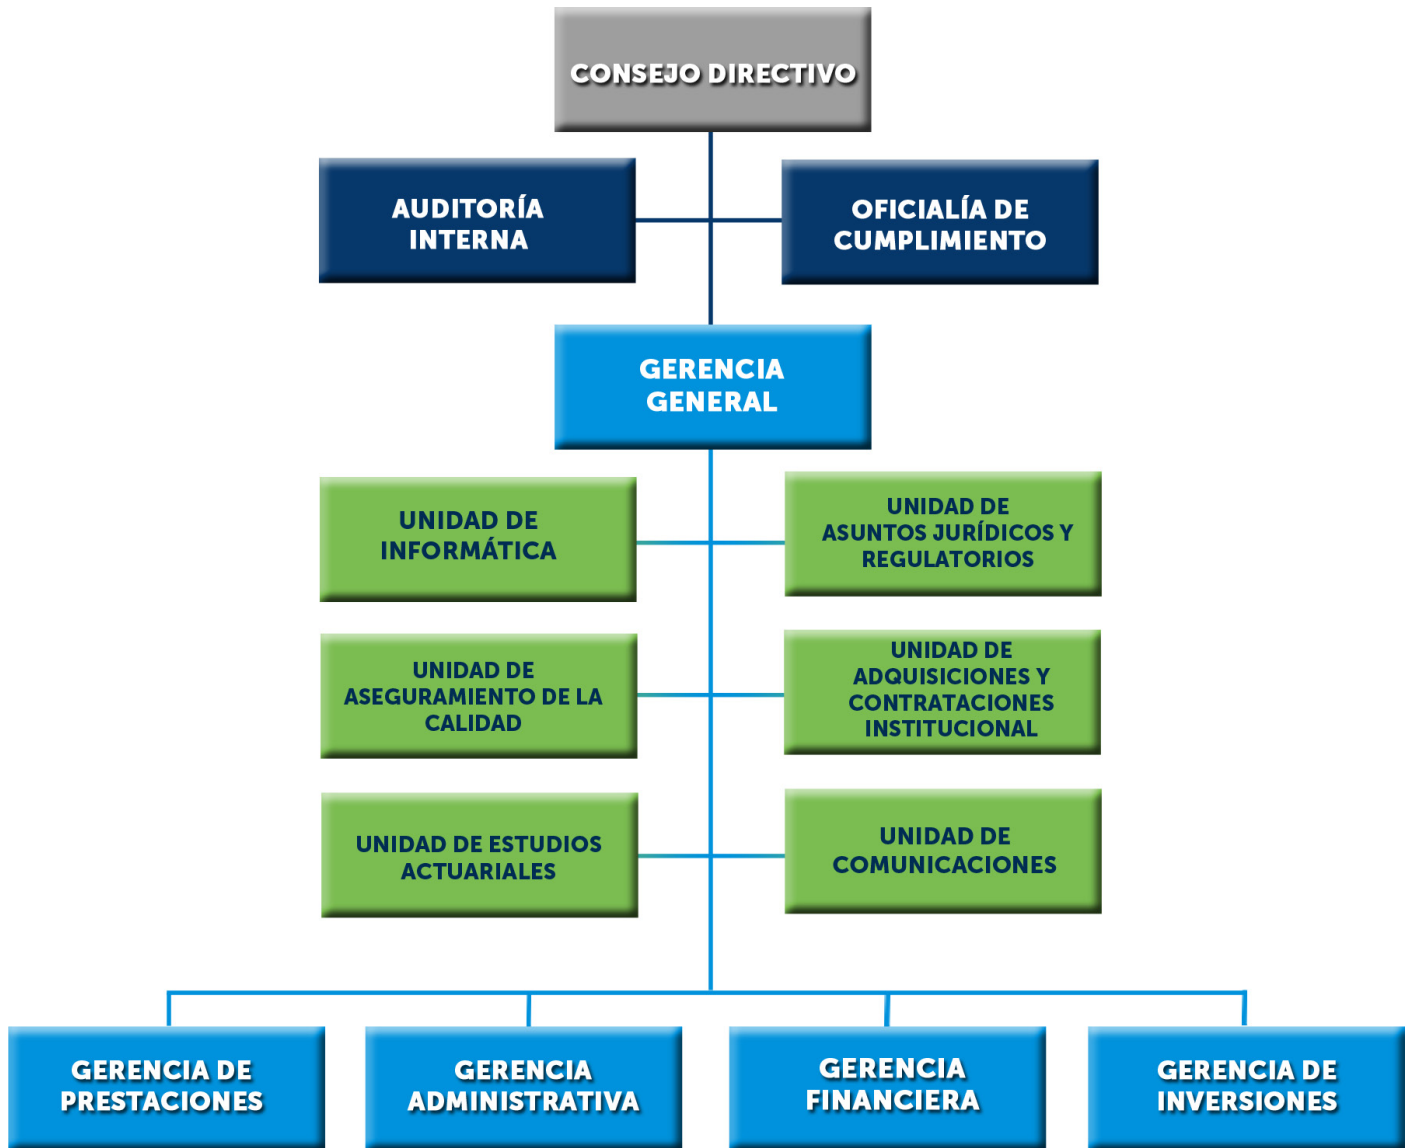 CONSEJO DIRECTIVO
AUDITORÍA
INTERNA
OFICIALÍA DE
CUMPLIMIENTO
GERENCIA
GENERAL
UNIDAD DE
INFORMÁTICA
UNIDAD DE
ASUNTOS JURÍDICOS Y
REGULATORIOS
UNIDAD DE
ASEGURAMIENTO DE LA
CALIDAD
UNIDAD DE
ADQUISICIONES Y
CONTRATACIONES
INSTITUCIONAL
UNIDAD DE ESTUDIOS
ACTUARIALES
UNIDAD DE
COMUNICACIONES
GERENCIA DE
PRESTACIONES
GERENCIA
ADMINISTRATIVA
GERENCIA
FINANCIERA
GERENCIA DE
INVERSIONES